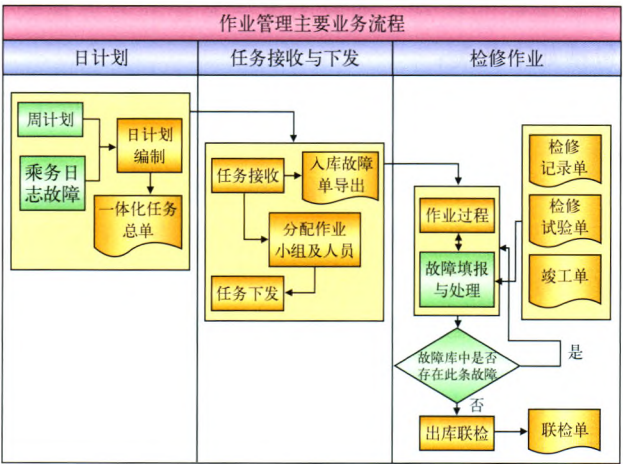 作业管理主要业务流程
日计划
任务接收与下发
检修作业
周计划
乘务日
志故障
日计划
编制
一体化任务
总单
任务接收
入库故障
单导出
分配作业
小组及人员
任务下发
作业过程
故障填报
与处理
检修
记录单
检修
试验单
竣工单
故障库中是否
存在此条故障
是
否
出库联检
联检单